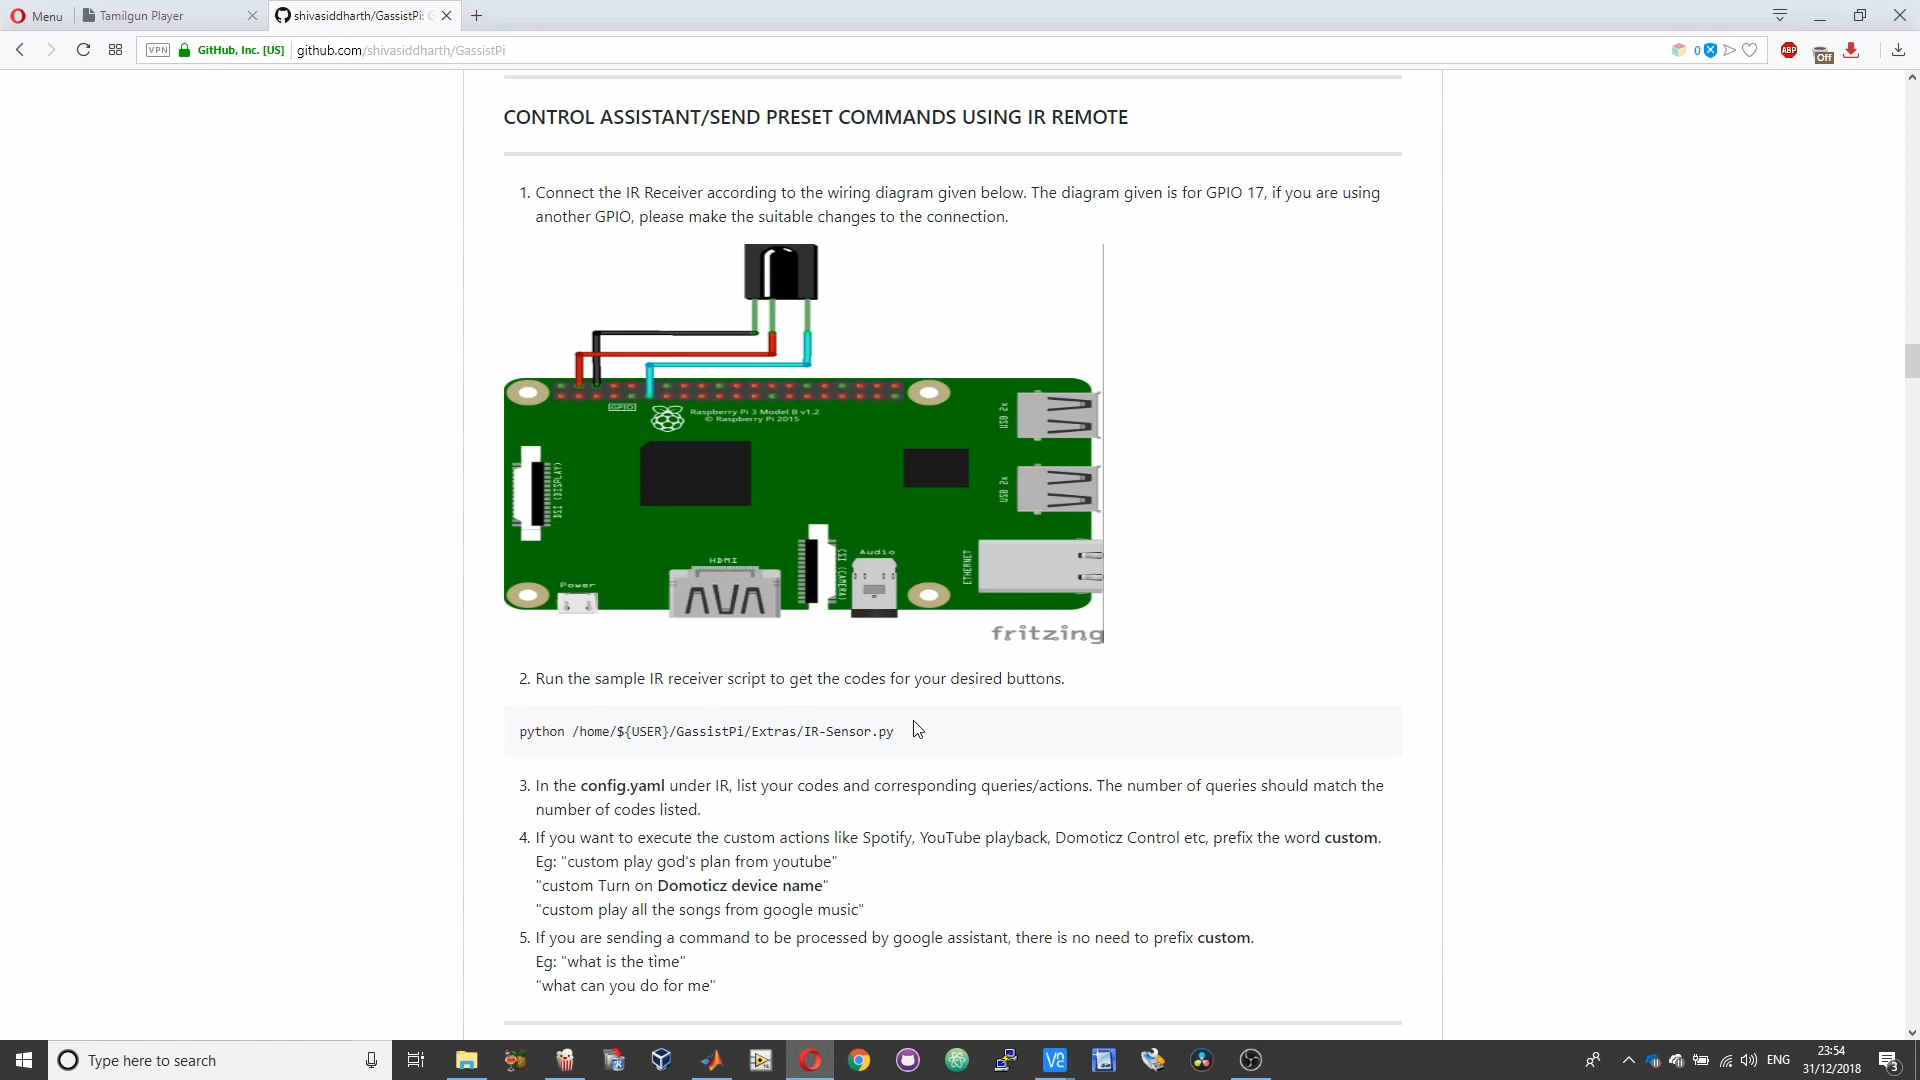 Menu
Tamilgun Player
shivasiddharth/GassistPi: G
VPN
GitHub, Inc. [US]
github.com/shivasiddharth/GassistPi
0
ABP
Off
CONTROL ASSISTANT/SEND PRESET COMMANDS USING IR REMOTE
1. Connect the IR Receiver according to the wiring diagram given below. The diagram given is for GPIO 17, if you are using
another GPIO, please make the suitable changes to the connection.
GPIO
Raspberry Pi 3 Model B v1.2
© Raspberry Pi 2015
USB 2x
DSI (DISPLAY)
USB 2x
HDMI
Audio
CSI (CAMERA)
ETHERNET
Power
fritzing
2. Run the sample IR receiver script to get the codes for your desired buttons.
python /home/${USER}/GassistPi/Extras/IR-Sensor.py
3. In the config.yaml under IR, list your codes and corresponding queries/actions. The number of queries should match the
number of codes listed.
4. If you want to execute the custom actions like Spotify, YouTube playback, Domoticz Control etc, prefix the word custom.
Eg: "custom play god's plan from youtube"
"custom Turn on Domoticz device name"
"custom play all the songs from google music"
5. If you are sending a command to be processed by google assistant, there is no need to prefix custom.
Eg: "what is the time"
"what can you do for me"
Type here to search
ENG
23:54
31/12/2018
3